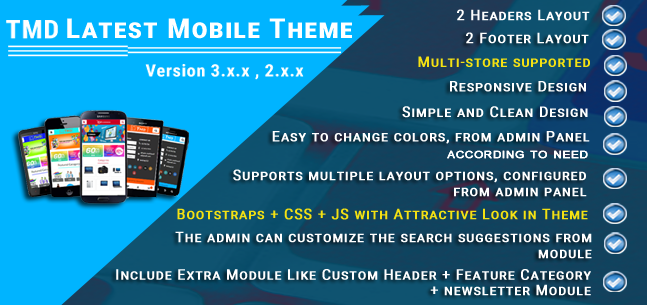 TMD Latest Mobile Theme
Version 3.x.x , 2.x.x
2 Headers Layout
2 Footer Layout
Multi-store supported
Responsive Design
Simple and Clean Design
Easy to change colors, from admin Panel
according to need
Supports multiple layout options, configured
from admin panel
Bootstraps + CSS + JS with Attractive Look in Theme
The admin can customize the search suggestions from
module
Include Extra Module Like Custom Header + Feature Category
+ newsletter Module